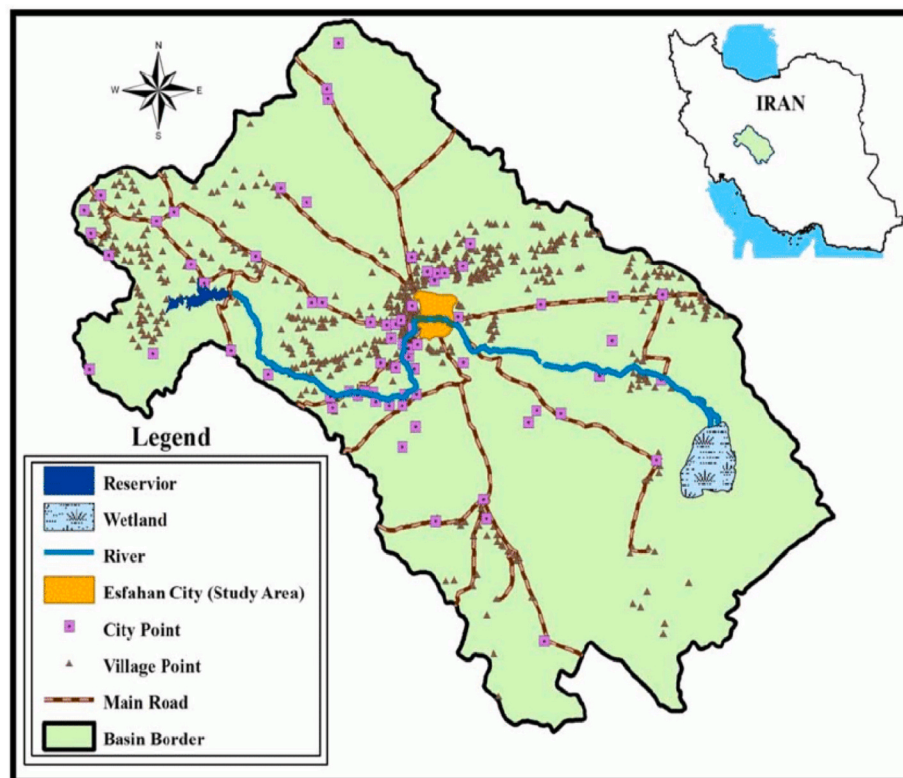 N
W
E
S
IRAN
Legend
Reservior
Wetland
River
Esfahan City (Study Area)
City Point
Village Point
Main Road
Basin Border